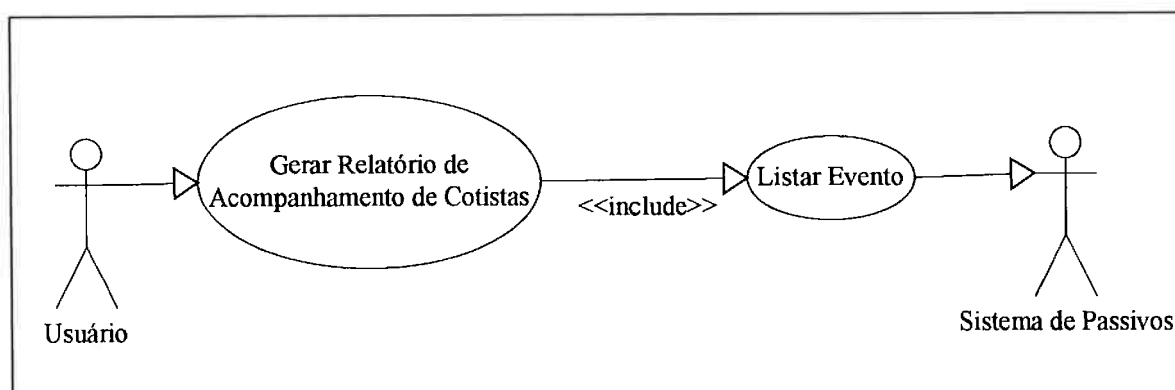 Gerar Relatório de
Acompanhamento de Cotistas
Listar Evento
<<include>>
Usuário
Sistema de Passivos